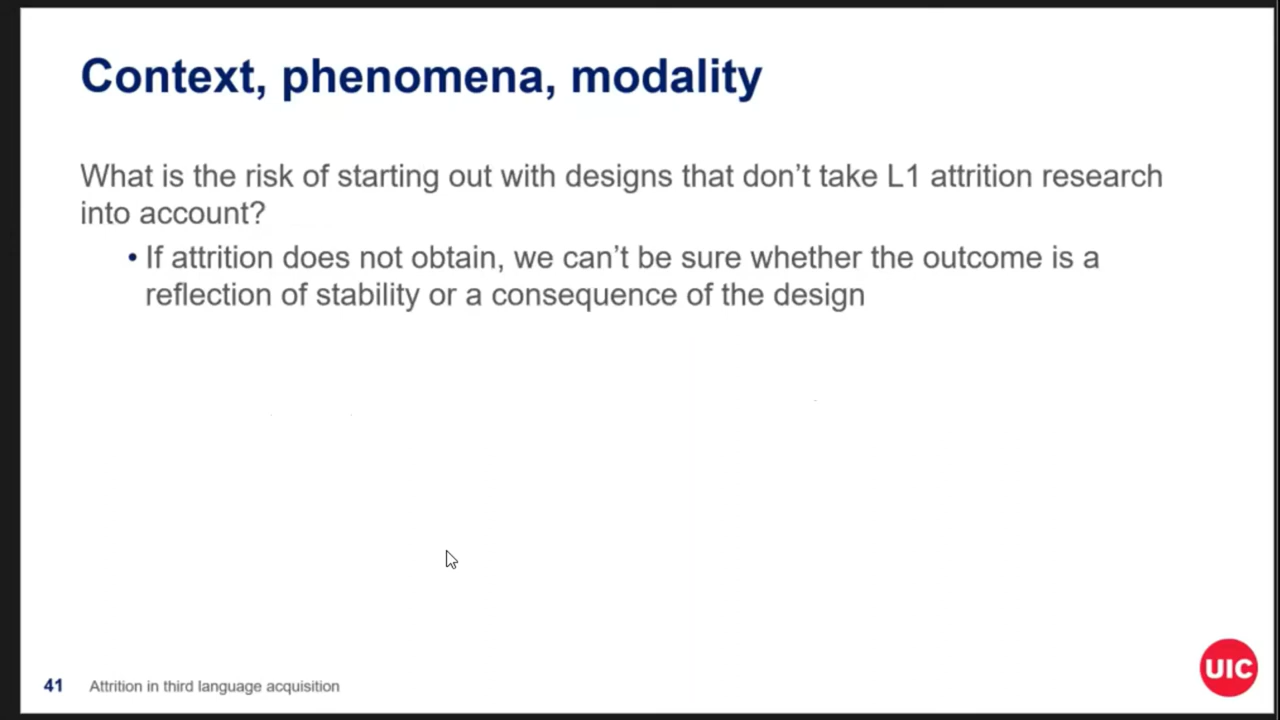 Context, phenomena, modality
What is the risk of starting out with designs that don’t take L1 attrition research
into account?
• If attrition does not obtain, we can’t be sure whether the outcome is a
reflection of stability or a consequence of the design
41 Attrition in third language acquisition
UIC